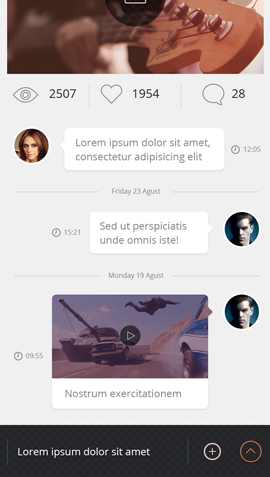 2507 1954 28
Lorem ipsum dolor sit amet,
consectetur adipisicing elit
12:05
Friday 23 Agust
15:21
Sed ut perspiciatis
unde omnis iste!
Monday 19 Agust
09:55
Nostrum exercitationem
Lorem ipsum dolor sit amet